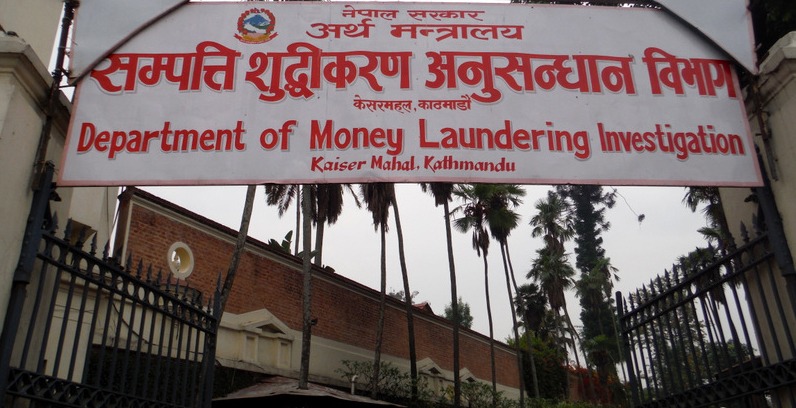 नेपाल सरकार
अर्थ मन्त्रालय
सम्पत्ति शुद्धीकरण अनुसन्धान विभाग
केसरमहल, काठमाडौं
Department of Money Laundering Investigation
Kaiser Mahal, Kathmandu